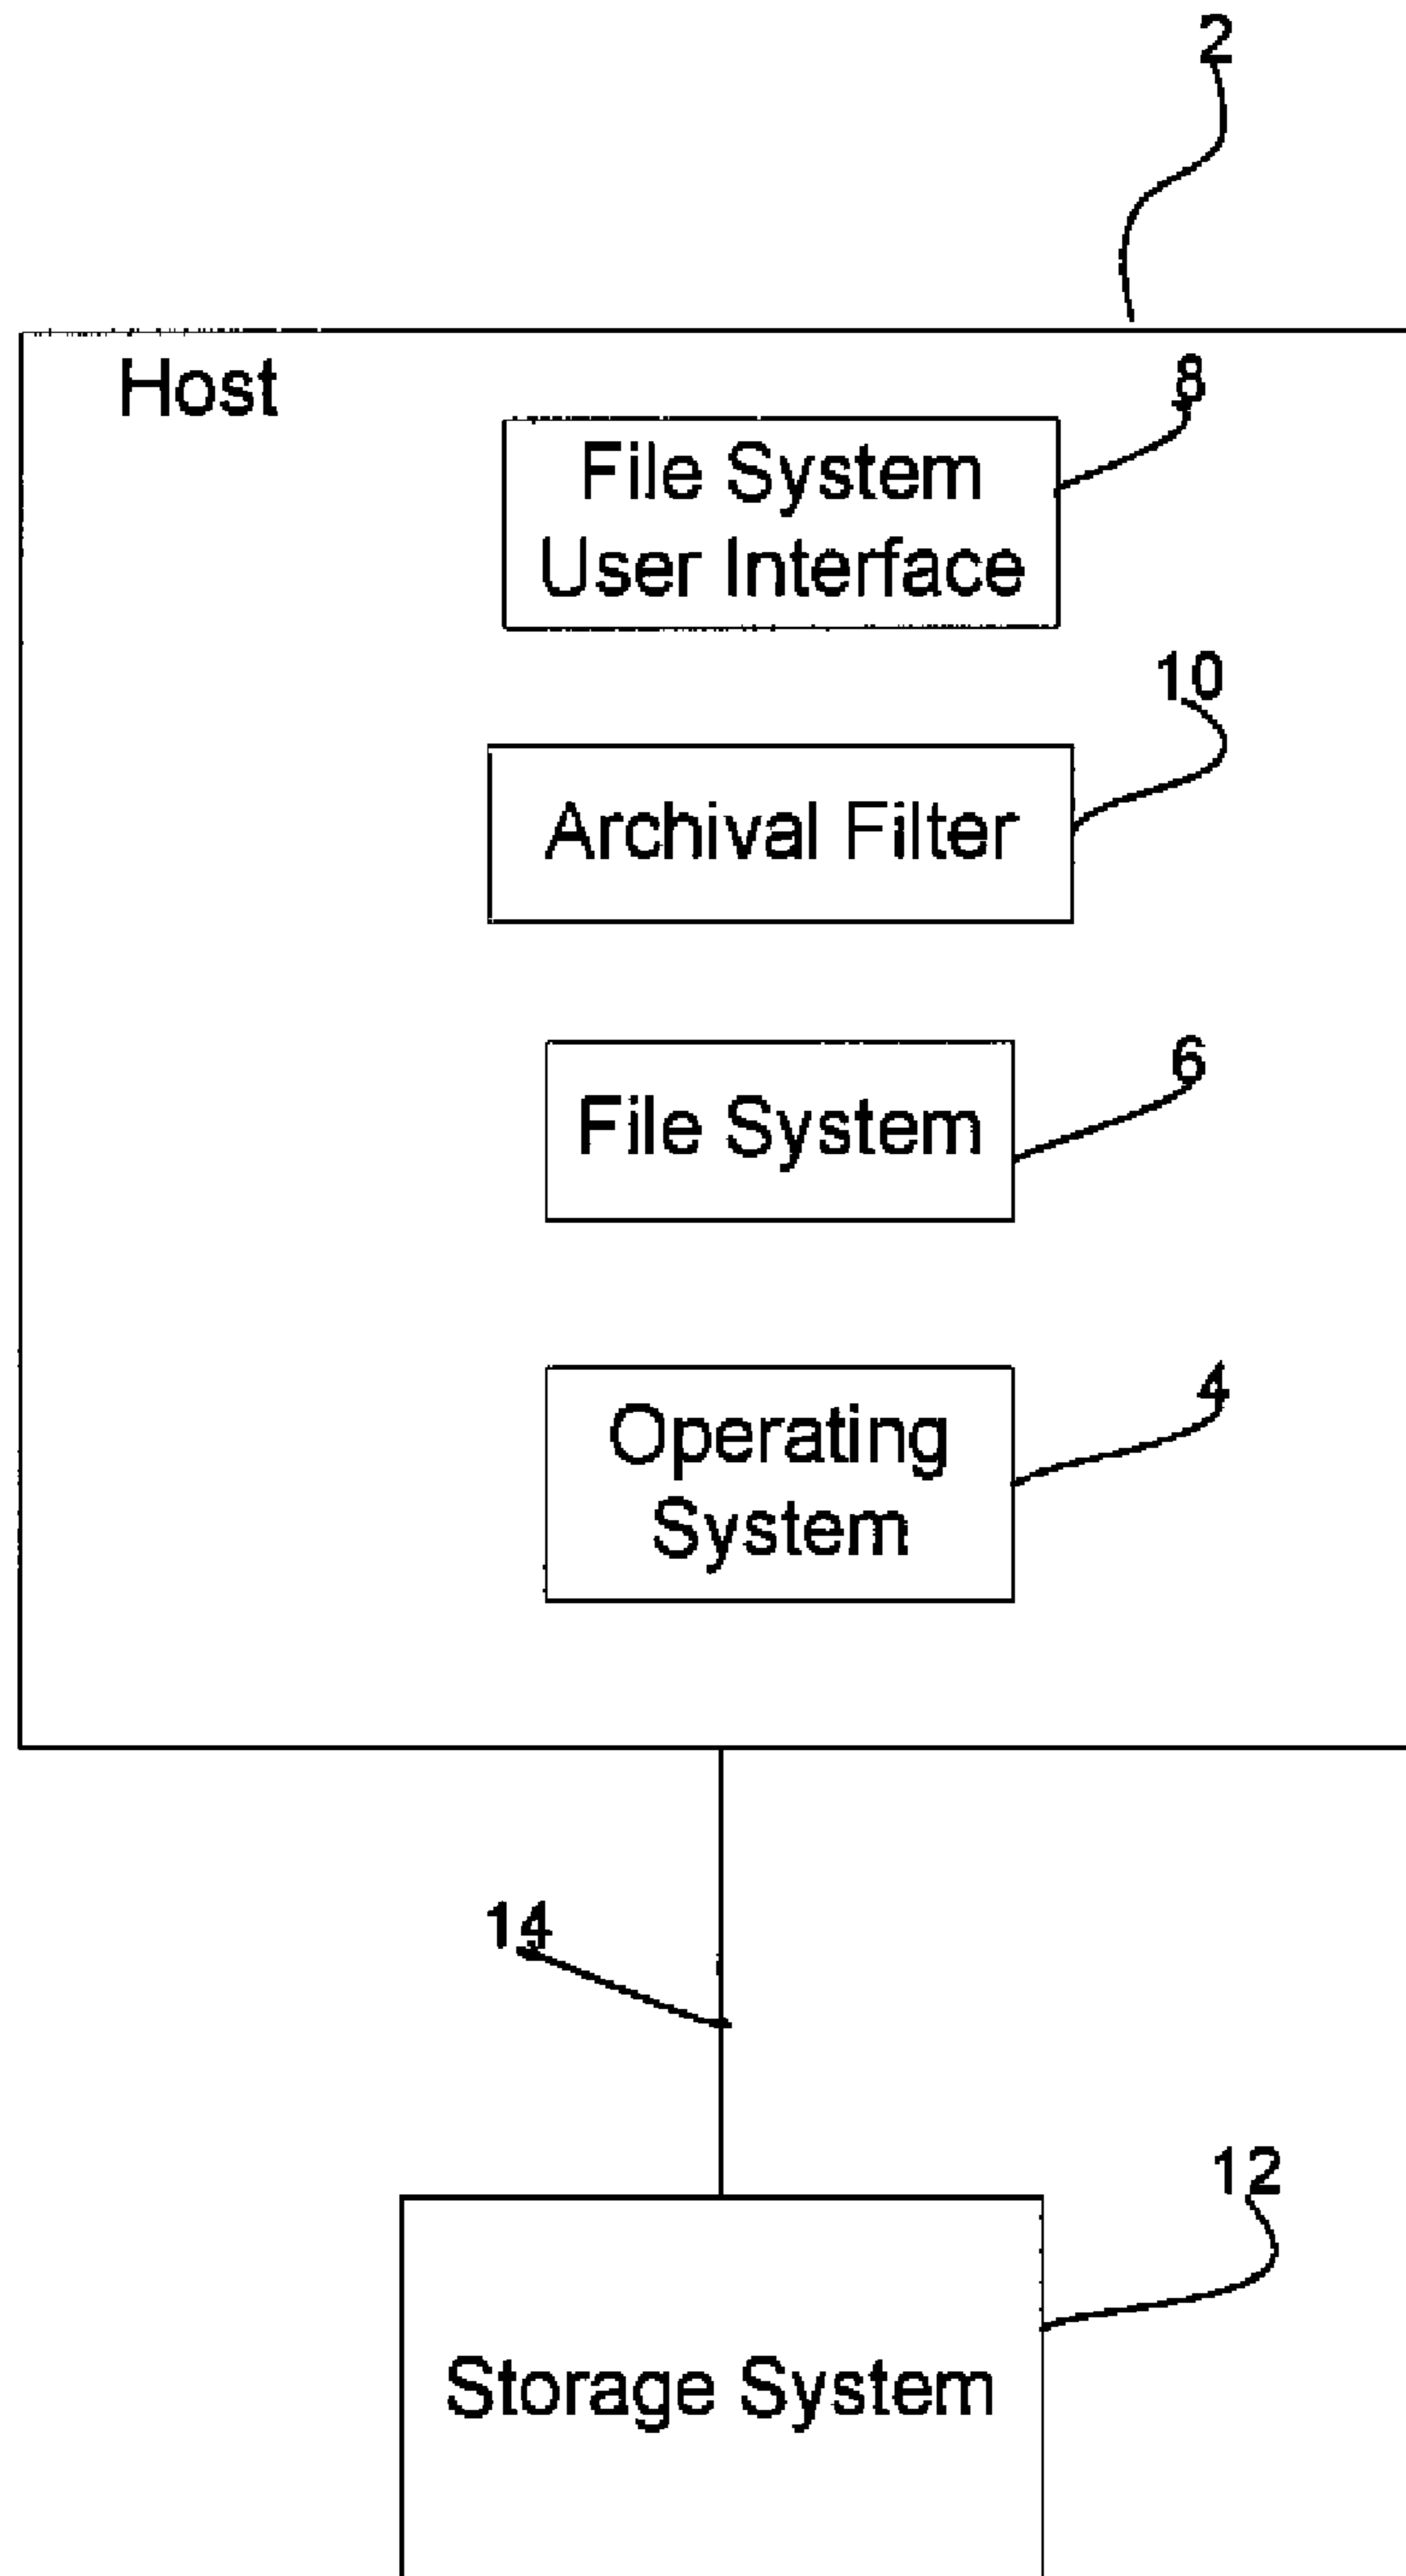 2
Host
8
File System
User Interface
10
Archival Filter
6
File System
4
Operating
System
14
12
Storage System